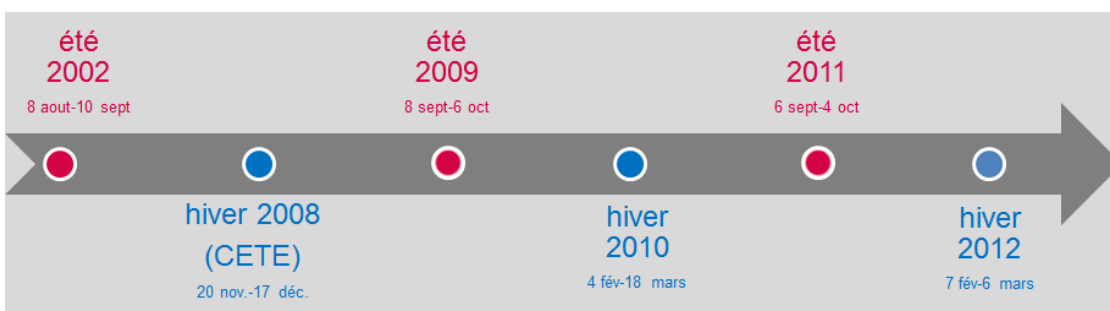 été
2002
8 aout-10 sept
été
2009
8 sept-6 oct
été
2011
6 sept-4 oct
hiver 2008
(CETE)
20 nov.-17 déc.
hiver
2010
4 fév-18 mars
hiver
2012
7 fév-6 mars